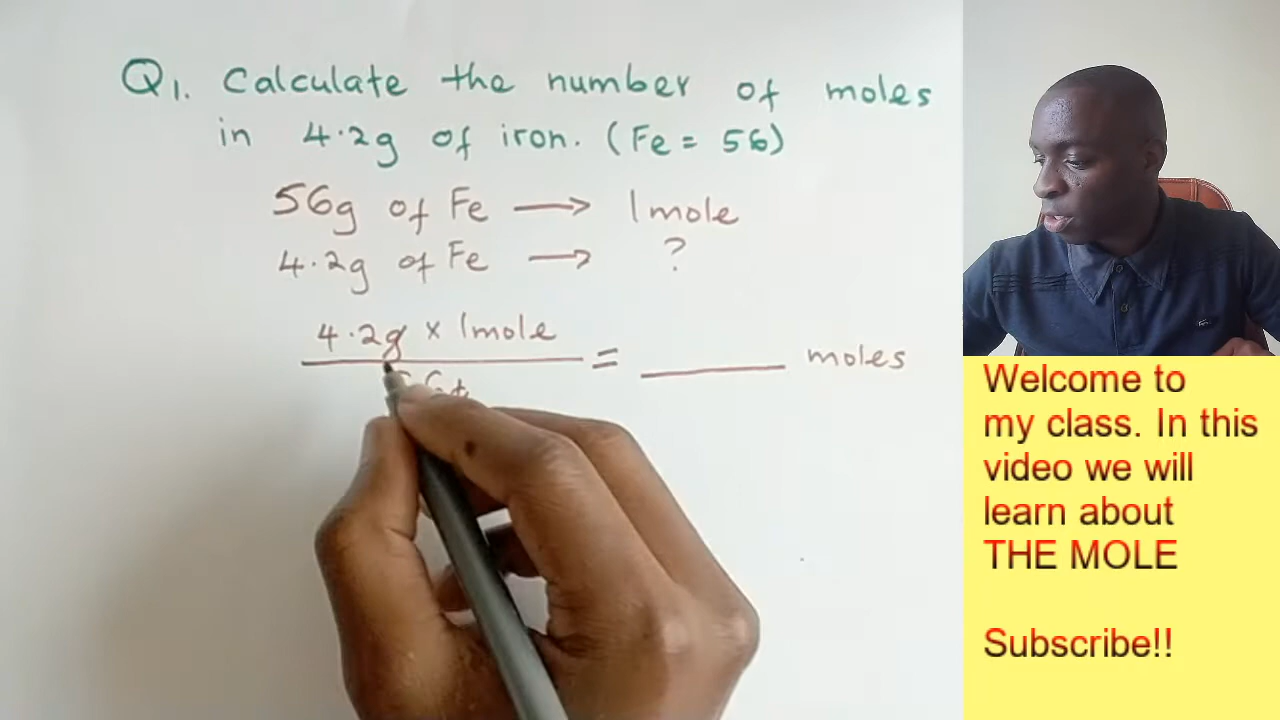 Q1. Calculate the number of moles
in 4.2g of iron. (Fe = 56)
56g of Fe → 1 mole
4.2g of Fe → ?
4.2g × 1mole
= ______ moles
Welcome to
my class. In this
video we will
learn about
THE MOLE
Subscribe!!